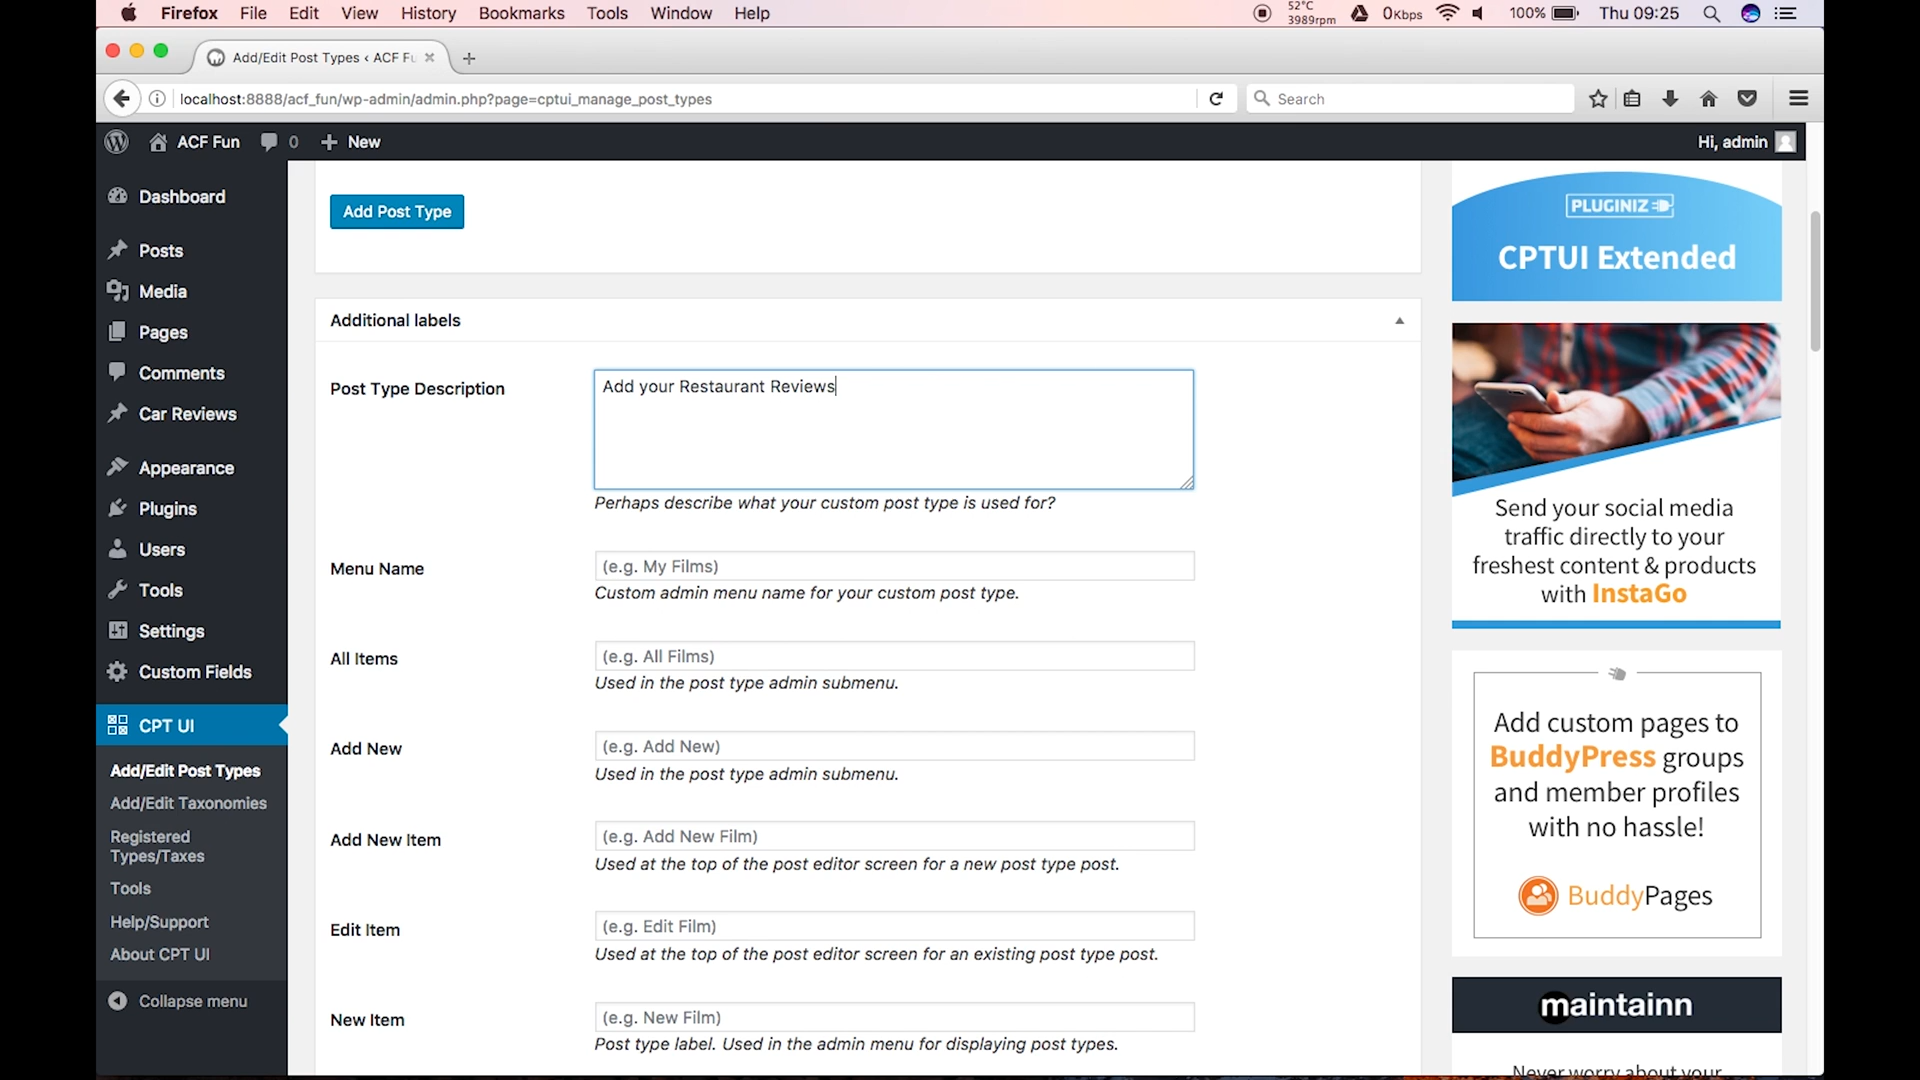 Firefox File Edit View History Bookmarks Tools Window Help
52°C
3989rpm
0Kbps
100%
Thu 09:25
Add/Edit Post Types ‹ ACF Fu
localhost:8888/acf_fun/wp-admin/admin.php?page=cptui_manage_post_types
Search
ACF Fun 0 New
Hi, admin
Dashboard
Posts
Media
Pages
Comments
Car Reviews
Appearance
Plugins
Users
Tools
Settings
Custom Fields
CPT UI
Add/Edit Post Types
Add/Edit Taxonomies
Registered
Types/Taxes
Tools
Help/Support
About CPT UI
Collapse menu
Add Post Type
Additional labels
Post Type Description
Add your Restaurant Reviews
Perhaps describe what your custom post type is used for?
Menu Name
(e.g. My Films)
Custom admin menu name for your custom post type.
All Items
(e.g. All Films)
Used in the post type admin submenu.
Add New
(e.g. Add New)
Used in the post type admin submenu.
Add New Item
(e.g. Add New Film)
Used at the top of the post editor screen for a new post type post.
Edit Item
(e.g. Edit Film)
Used at the top of the post editor screen for an existing post type post.
New Item
(e.g. New Film)
Post type label. Used in the admin menu for displaying post types.
PLUGINIZ
CPTUI Extended
Send your social media
traffic directly to your
freshest content & products
with InstaGo
Add custom pages to
BuddyPress groups
and member profiles
with no hassle!
BuddyPages
maintainn
Never worry about your